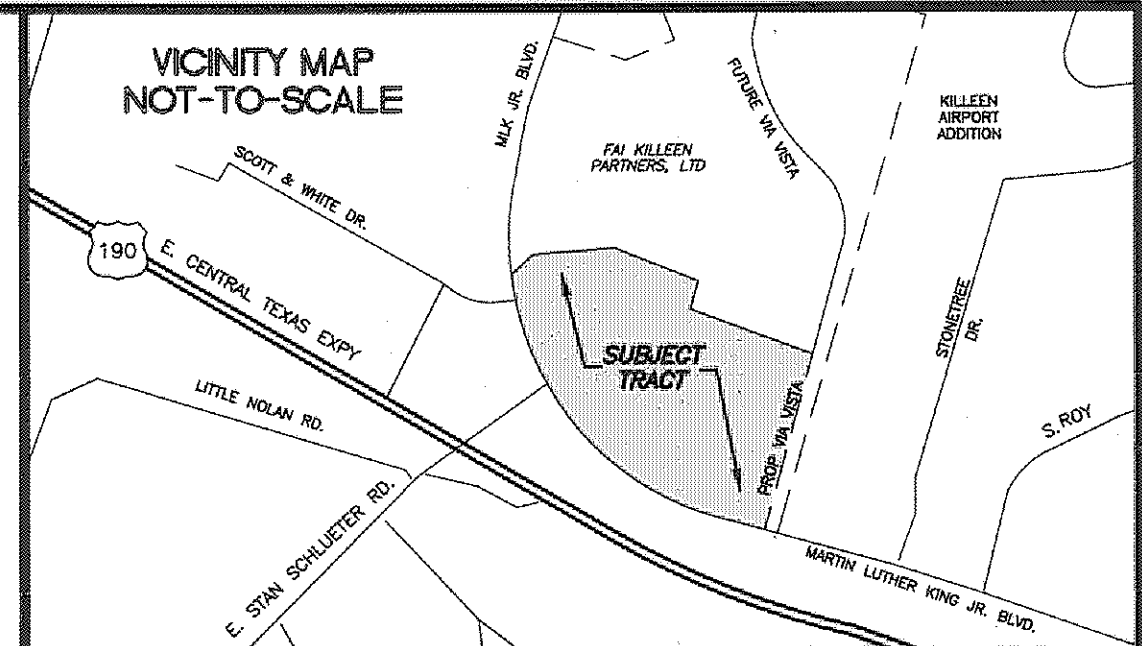 VICINITY MAP
NOT-TO-SCALE
MLK JR. BLVD.
FUTURE VIA VISTA
KILLEEN
AIRPORT
ADDITION
FAI KILLEEN
PARTNERS, LTD
SCOTT & WHITE DR.
190
E. CENTRAL TEXAS EXPY
STONETREE
DR.
SUBJECT
TRACT
LITTLE NOLAN RD.
PROP VIA VISTA
S. ROY
E. STAN SCHLUETER RD.
MARTIN LUTHER KING JR. BLVD.